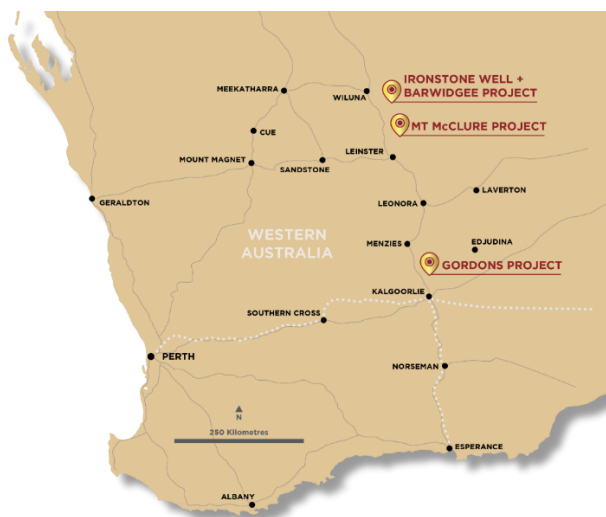 IRONSTONE WELL +
BARWIDGEE PROJECT
MEEKATHARRA
WILUNA
MT McCLURE PROJECT
CUE
MOUNT MAGNET
SANDSTONE
LEINSTER
LAVERTON
GERALDTON
LEONORA
WESTERN
AUSTRALIA
MENZIES
EDJUDINA
GORDONS PROJECT
KALGOORLIE
SOUTHERN CROSS
PERTH
NORSEMAN
N
250 Kilometres
ESPERANCE
ALBANY